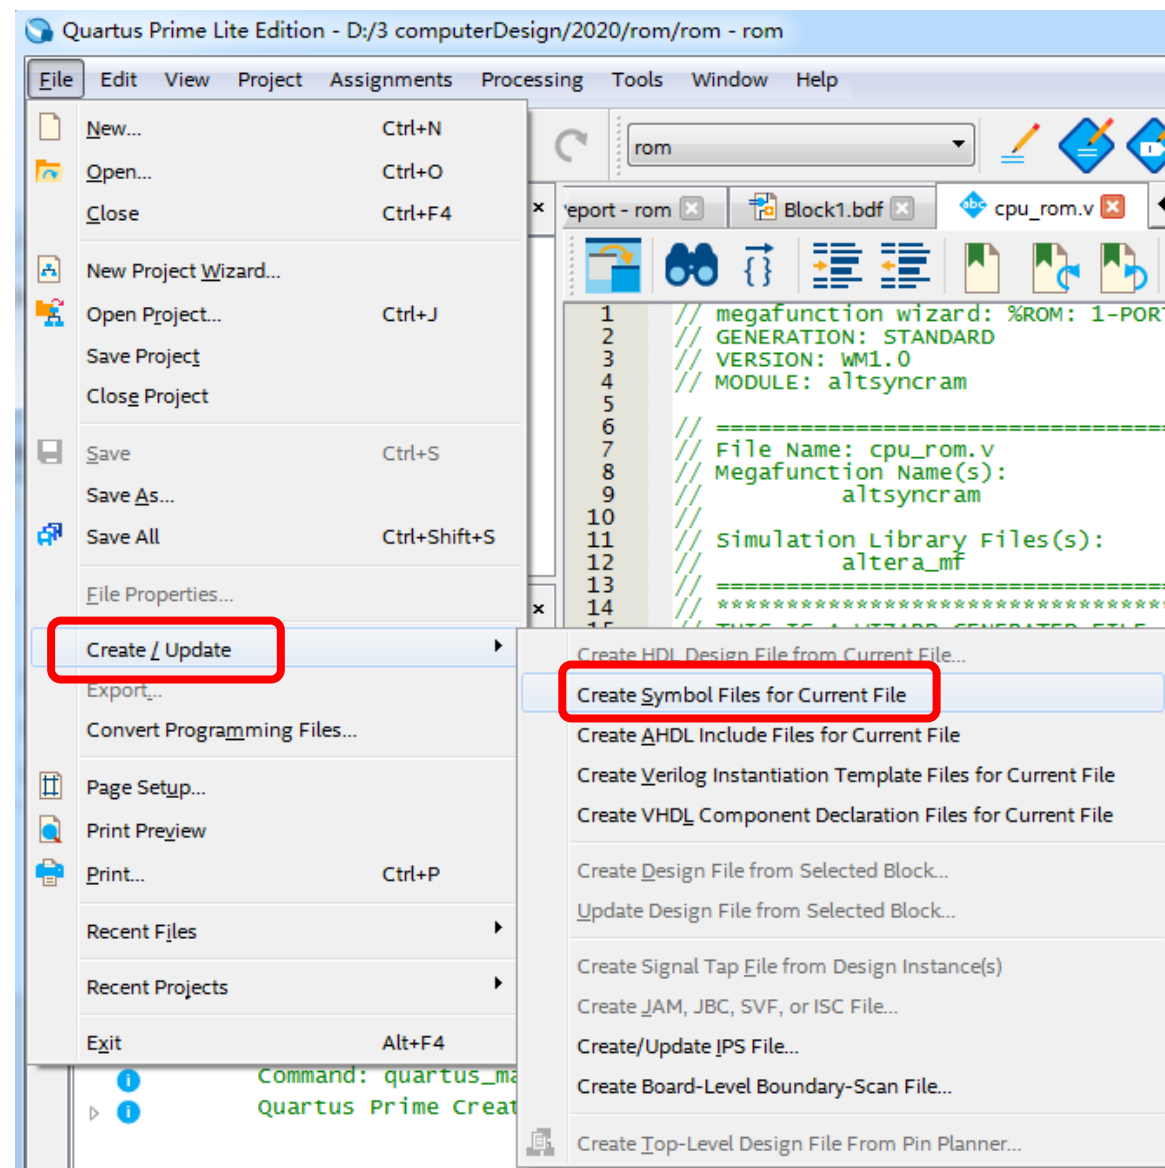 Quartus Prime Lite Edition - D:/3 computerDesign/2020/rom/rom - rom
File Edit View Project Assignments Processing Tools Window Help
New... Ctrl+N
Open... Ctrl+O
Close Ctrl+F4
New Project Wizard...
Open Project... Ctrl+J
Save Project
Close Project
Save Ctrl+S
Save As...
Save All Ctrl+Shift+S
File Properties...
Create / Update
Export...
Convert Programming Files...
Page Setup...
Print Preview
Print... Ctrl+P
Recent Files
Recent Projects
Exit Alt+F4
rom
eport - rom Block1.bdf abc cpu_rom.v
1 // megafunction wizard: %ROM: 1-PORT
2 // GENERATION: STANDARD
3 // VERSION: WM1.0
4 // MODULE: altsyncram
5
6 // ================================
7 // File Name: cpu_rom.v
8 // Megafunction Name(s):
9 // altsyncram
10 //
11 // Simulation Library Files(s):
12 // altera_mf
13 // ================================
14 // ********************************
15 // THIS IS A WIZARD GENERATED FILE
Create HDL Design File from Current File...
Create Symbol Files for Current File
Create AHDL Include Files for Current File
Create Verilog Instantiation Template Files for Current File
Create VHDL Component Declaration Files for Current File
Create Design File from Selected Block...
Update Design File from Selected Block...
Create Signal Tap File from Design Instance(s)
Create JAM, JBC, SVF, or ISC File...
Create/Update IPS File...
Create Board-Level Boundary-Scan File...
Create Top-Level Design File From Pin Planner...
Command: quartus_ma
Quartus Prime Creat